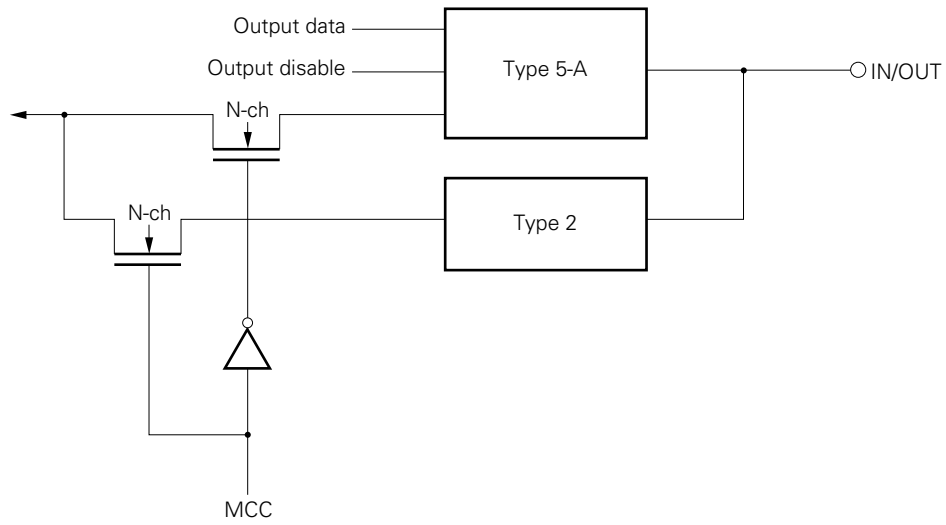 Output data
Output disable
Type 5-A
IN/OUT
N-ch
N-ch
Type 2
MCC